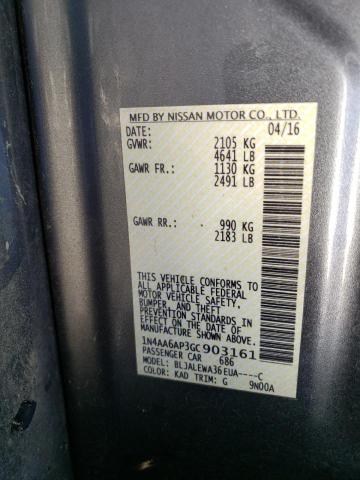 MFD BY NISSAN MOTOR CO., LTD.
DATE: 04/16
GVWR: 2105 KG
4641 LB
GAWR FR.: 1130 KG
2491 LB
GAWR RR.: 990 KG
2183 LB
THIS VEHICLE CONFORMS TO
ALL APPLICABLE FEDERAL
MOTOR VEHICLE SAFETY,
BUMPER, AND THEFT
PREVENTION STANDARDS IN
EFFECT ON THE DATE OF
MANUFACTURE SHOWN ABOVE.
1N4AA6AP3GC903161
PASSENGER CAR 686
MODEL: BLJALEWA36EUA----C
COLOR: KAD TRIM: G 9N00A